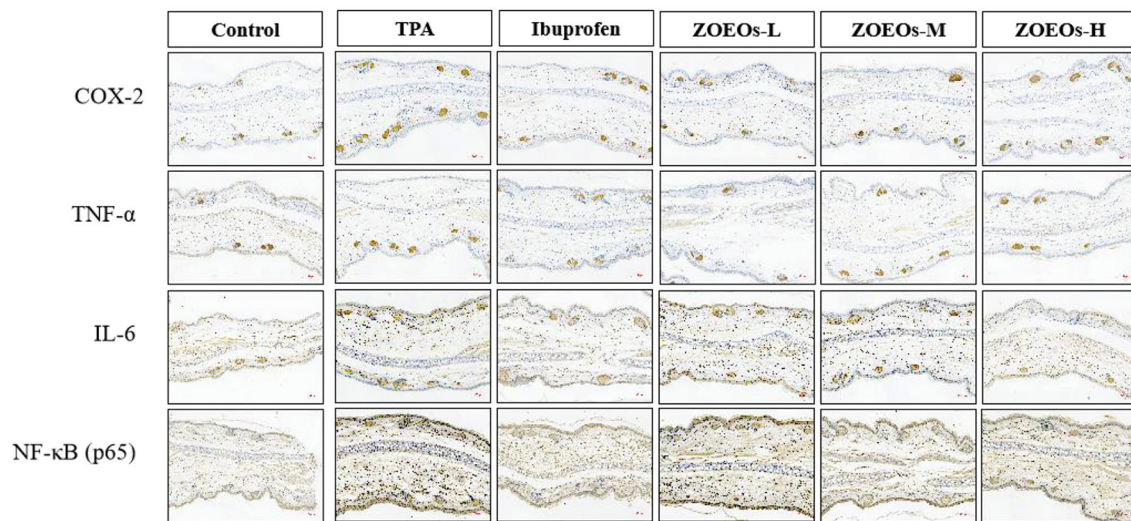 Control TPA Ibuprofen ZOEOs-L ZOEOs-M ZOEOs-H
COX-2
TNF-α
IL-6
NF-κB (p65)